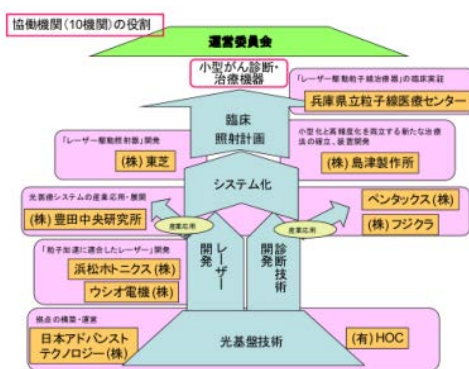 協働機関(10機関)の役割
運営委員会
小型がん診断・
治療機器
「レーザー駆動粒子線治療器」の臨床実証
兵庫県立粒子線医療センター
臨床
照射計画
「レーザー駆動照射器」開発
(株)東芝
小型化と高精度化を両立する新たな治療
法の確立、装置開発
(株)島津製作所
システム化
光医療システムの産業応用・展開
(株)豊田中央研究所
産業応用
産業応用
ペンタックス(株)
(株)フジクラ
「粒子加速に適合したレーザー」開発
浜松ホトニクス(株)
ウシオ電機(株)
レーザー
開発
診断技術
開発
拠点の構築・運営
日本アドバンスト
テクノロジー(株)
光基盤技術
(有)HOC